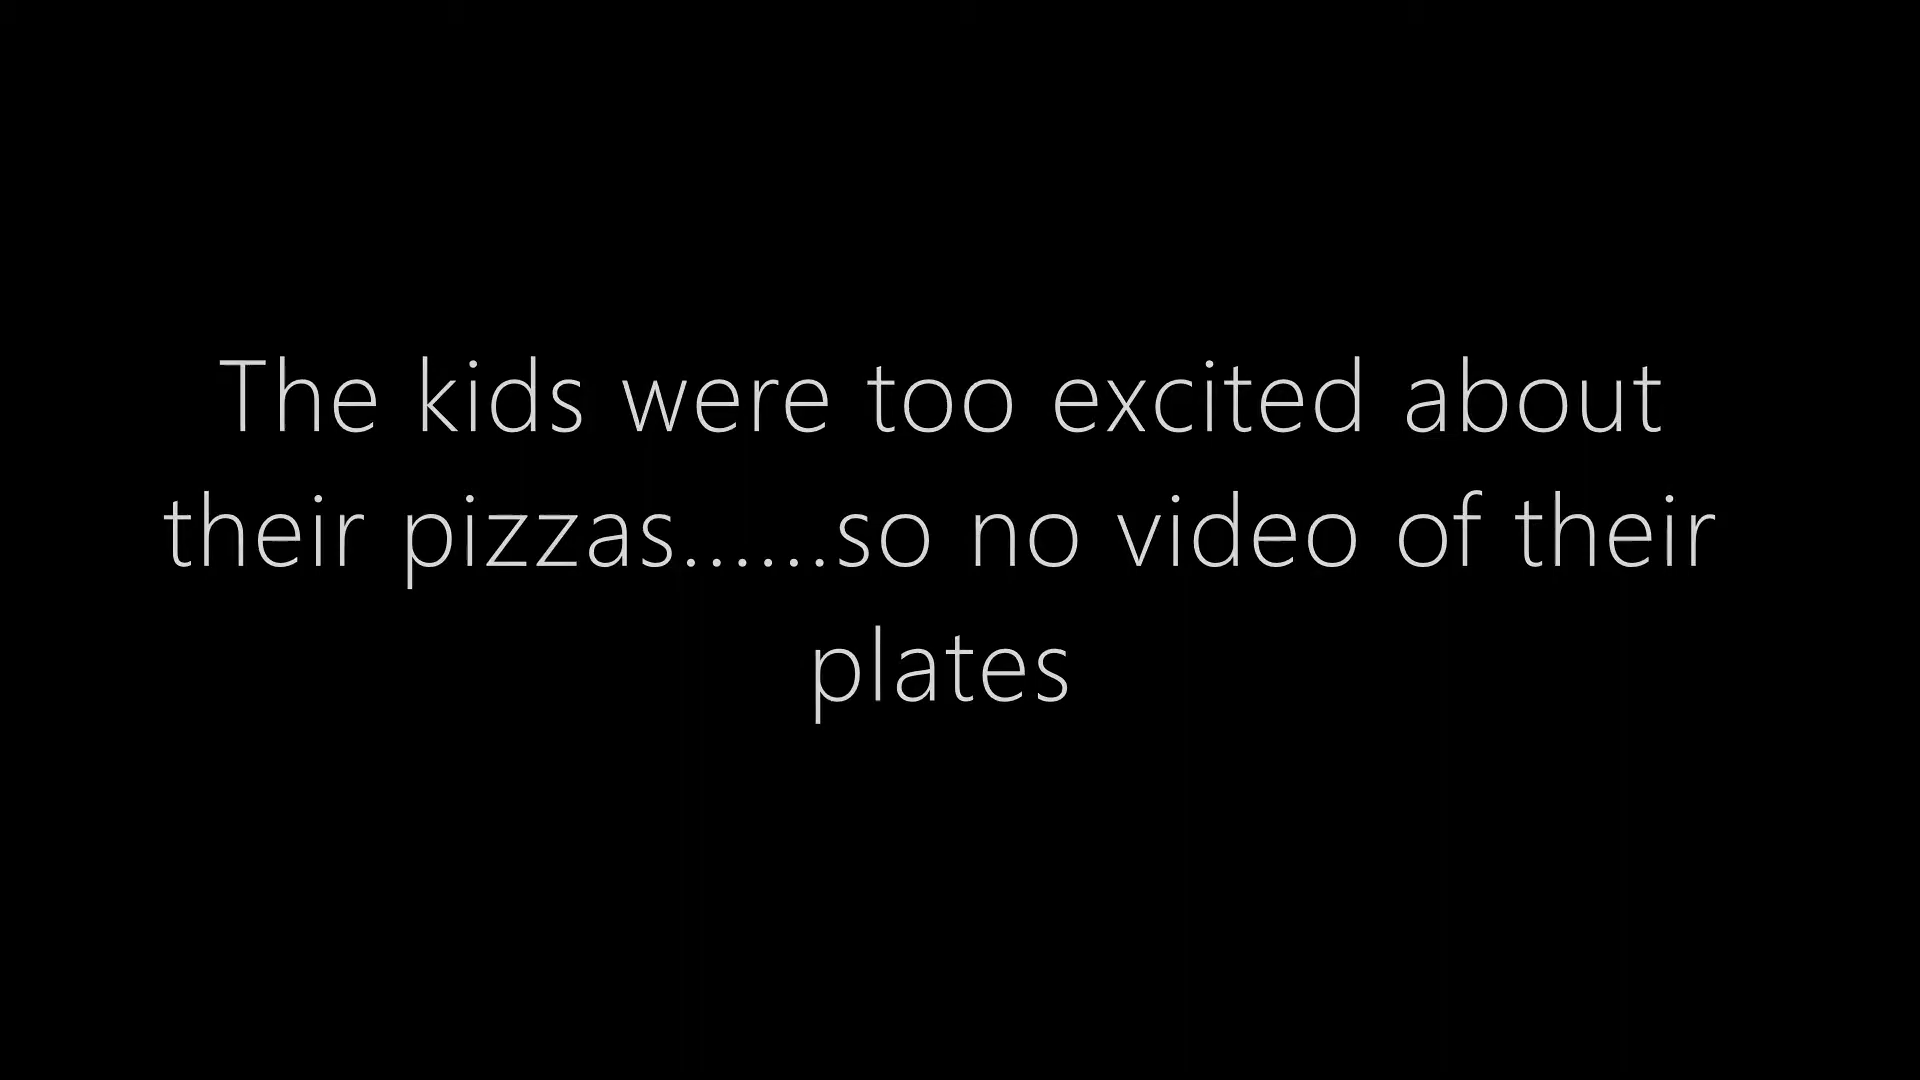 The kids were too excited about
their pizzas......so no video of their
plates